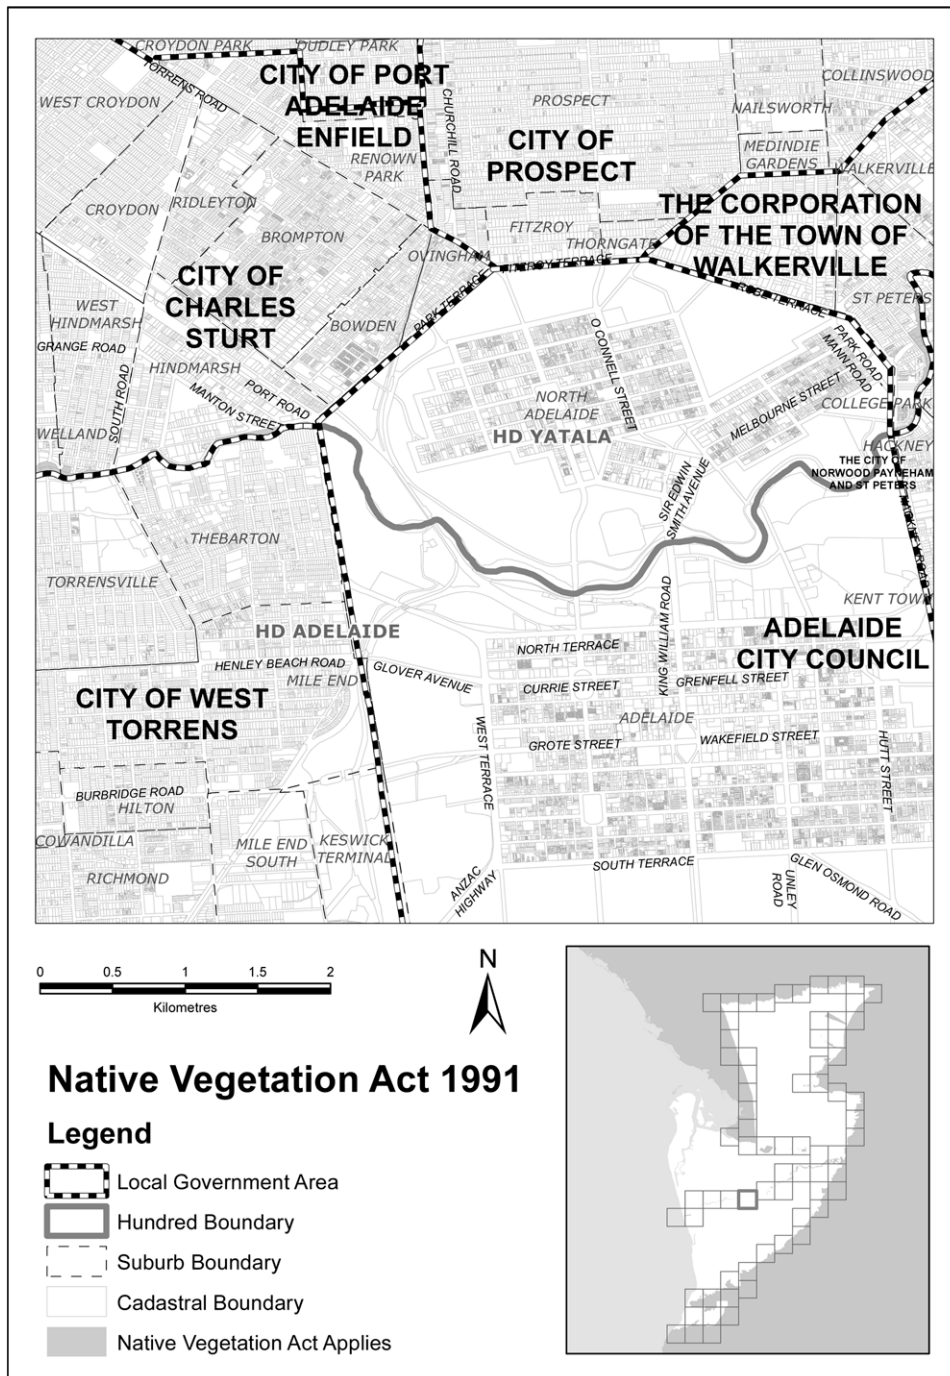 CROYDON PARK
DUDLEY PARK
TORRENS ROAD
CITY OF PORT
ADELAIDE
ENFIELD
COLLINSWOOD
WEST CROYDON
CHURCHILL ROAD
PROSPECT
NAILSWORTH
CITY OF
PROSPECT
MEDINDIE
GARDENS
RENOWN
PARK
WALKERVILLE
CROYDON
RIDLEYTON
THE CORPORATION
OF THE TOWN OF
WALKERVILLE
BROMPTON
FITZROY
THORNGATE
OVINGHAM
FITZROY TERRACE
CITY OF
CHARLES
STURT
PARK TERRACE
ROBE TERRACE
ST PETERS
WEST
HINDMARSH
BOWDEN
O CONNELL STREET
PARK ROAD-
MANN ROAD
GRANGE ROAD
HINDMARSH
SOUTH ROAD
MANTON STREET
PORT ROAD
NORTH
ADELAIDE
MELBOURNE STREET
COLLEGE PARK
WELLAND
HD YATALA
HACKNEY
THE CITY OF
NORWOOD PAYNEHAM
AND ST PETERS
SIR EDWIN
SMITH AVENUE
HACKNEY ROAD
THEBARTON
TORRENSVILLE
KING WILLIAM ROAD
KENT TOWN
HD ADELAIDE
ADELAIDE
CITY COUNCIL
NORTH TERRACE
HENLEY BEACH ROAD
MILE END
GLOVER AVENUE
CURRIE STREET
GRENFELL STREET
CITY OF WEST
TORRENS
WEST TERRACE
ADELAIDE
GROTE STREET
WAKEFIELD STREET
HUTT STREET
BURBRIDGE ROAD
HILTON
COWANDILLA
MILE END
SOUTH
KESWICK
TERMINAL
RICHMOND
ANZAC
HIGHWAY
SOUTH TERRACE
UNLEY
ROAD
GLEN OSMOND ROAD
0 0.5 1 1.5 2
Kilometres
N
Native Vegetation Act 1991
Legend
Local Government Area
Hundred Boundary
Suburb Boundary
Cadastral Boundary
Native Vegetation Act Applies